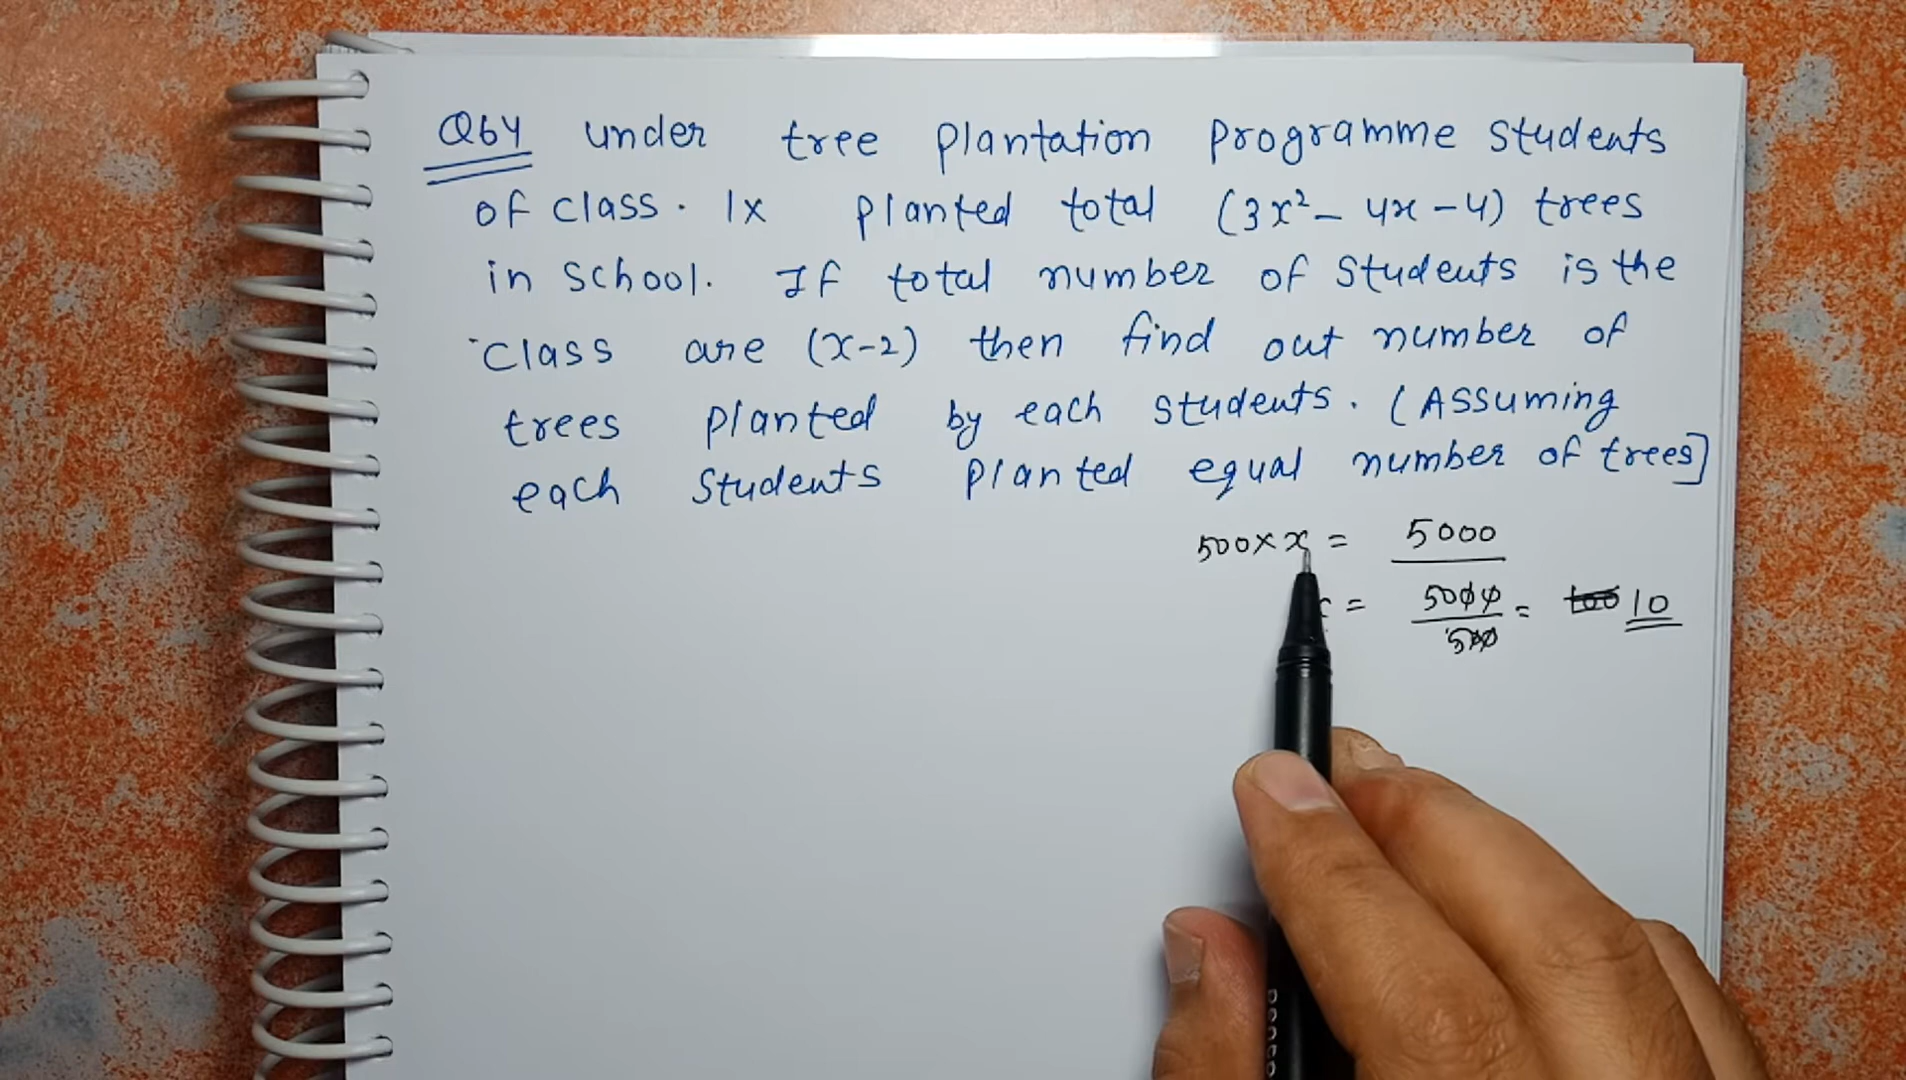 Q64 under tree plantation programme students
of class. IX planted total (3x² - 4x - 4) trees
in school. If total number of students is the
class are (x-2) then find out number of
trees planted by each students. (Assuming
each students planted equal number of trees]
500 × x = 5000
= 5000/500 = 10